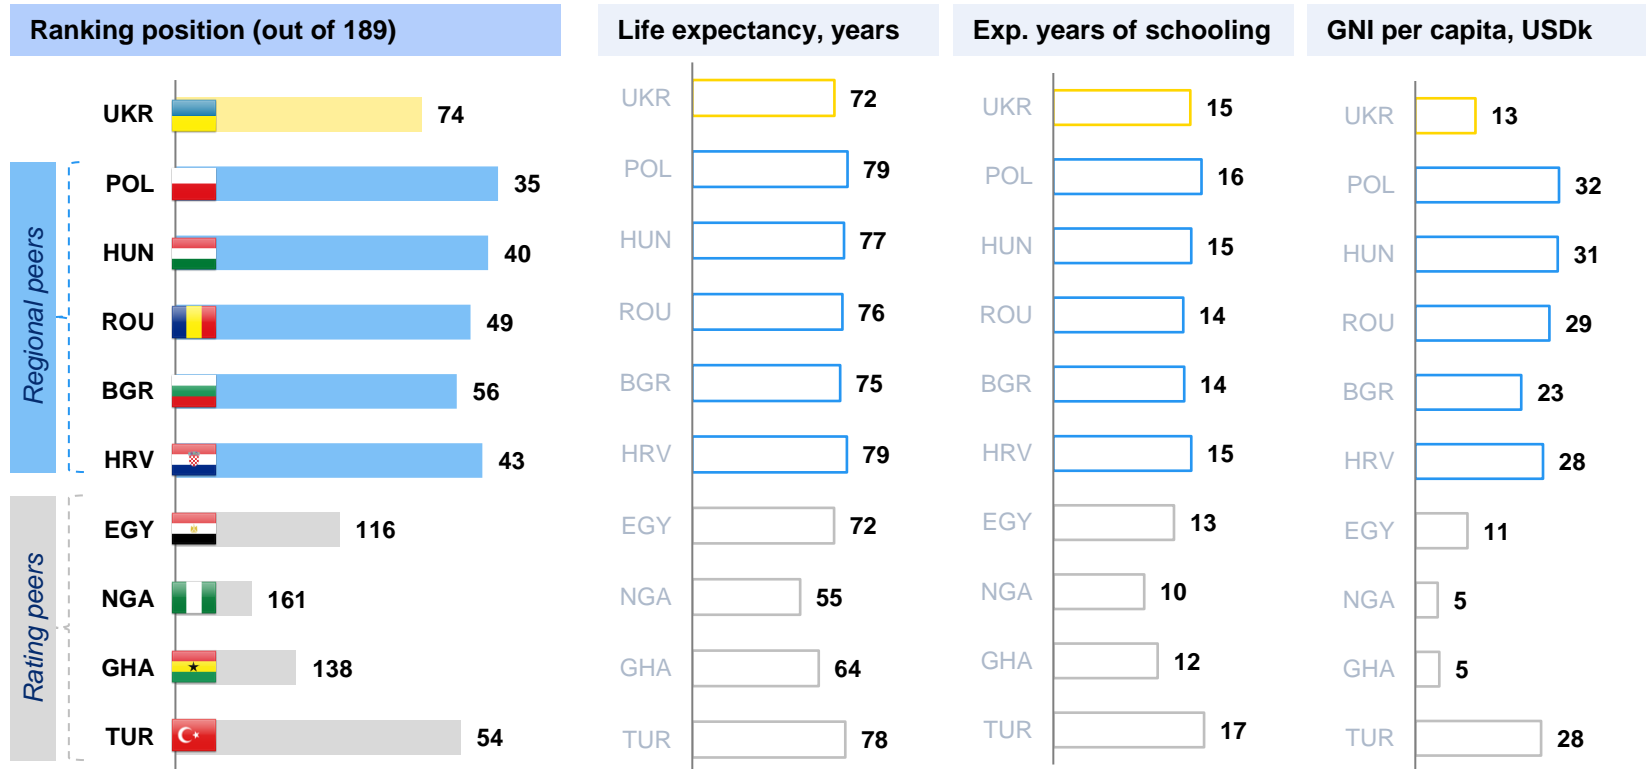 Ranking position (out of 189)
Life expectancy, years
Exp. years of schooling
GNI per capita, USDk
UKR 74
UKR 72
UKR 15
UKR 13
Regional peers
POL 35
POL 79
POL 16
POL 32
HUN 40
HUN 77
HUN 15
HUN 31
ROU 49
ROU 76
ROU 14
ROU 29
BGR 56
BGR 75
BGR 14
BGR 23
HRV 43
HRV 79
HRV 15
HRV 28
Rating peers
EGY 116
EGY 72
EGY 13
EGY 11
NGA 161
NGA 55
NGA 10
NGA 5
GHA 138
GHA 64
GHA 12
GHA 5
TUR 54
TUR 78
TUR 17
TUR 28